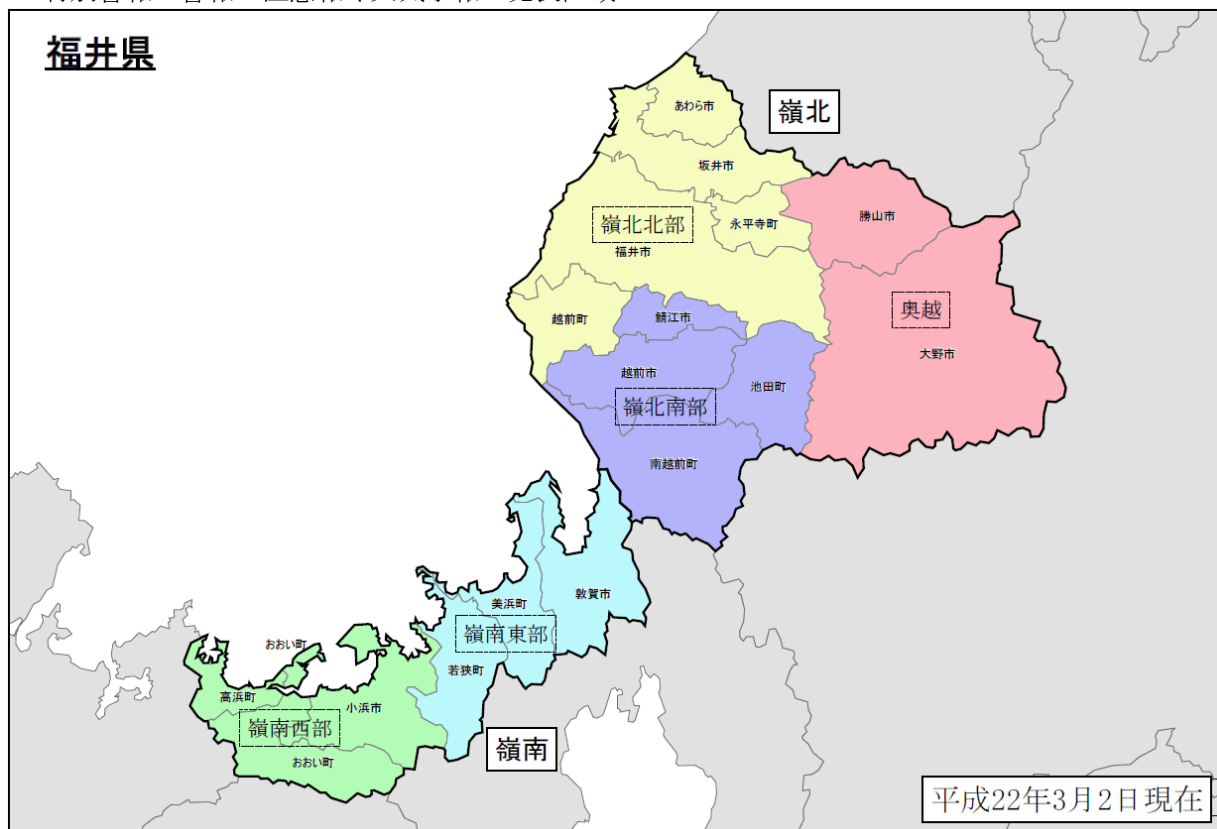 福井県
嶺北
あわら市
坂井市
勝山市
永平寺町
嶺北北部
福井市
奥越
越前町
鯖江市
大野市
越前市
池田町
嶺北南部
南越前町
敦賀市
美浜町
嶺南東部
おおい町
若狭町
高浜町
小浜市
嶺南西部
嶺南
おおい町
平成22年3月2日現在